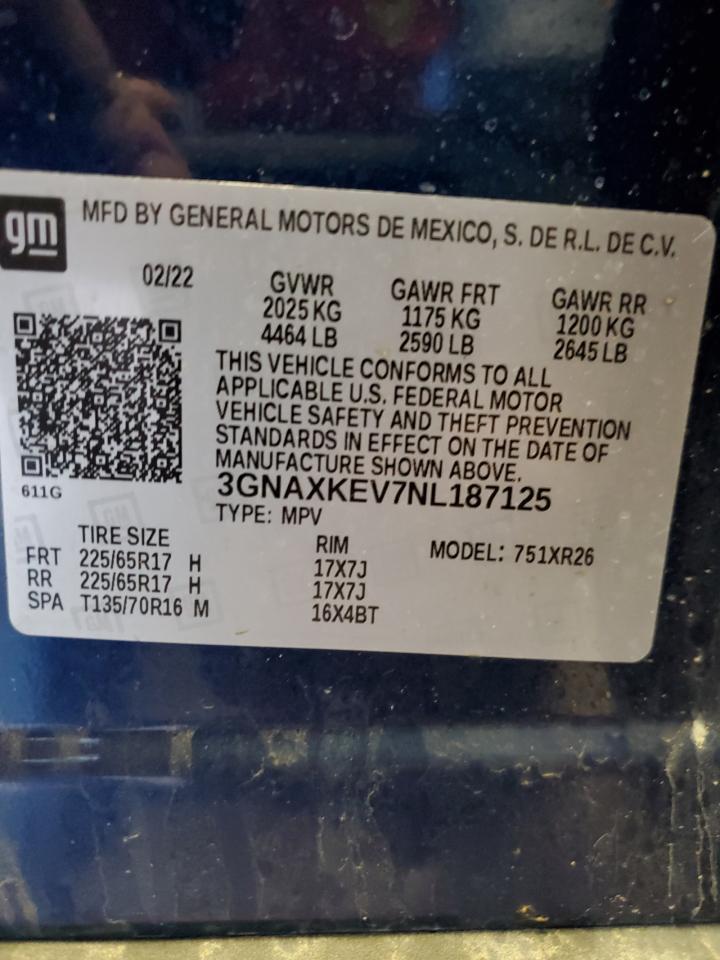 gm
MFD BY GENERAL MOTORS DE MEXICO, S. DE R.L. DE C.V.
02/22 GVWR GAWR FRT GAWR RR
2025 KG 1175 KG 1200 KG
4464 LB 2590 LB 2645 LB
THIS VEHICLE CONFORMS TO ALL
APPLICABLE U.S. FEDERAL MOTOR
VEHICLE SAFETY AND THEFT PREVENTION
STANDARDS IN EFFECT ON THE DATE OF
MANUFACTURE SHOWN ABOVE.
611G
3GNAXKEV7NL187125
TYPE: MPV
TIRE SIZE RIM MODEL: 751XR26
FRT 225/65R17 H 17X7J
RR 225/65R17 H 17X7J
SPA T135/70R16 M 16X4BT